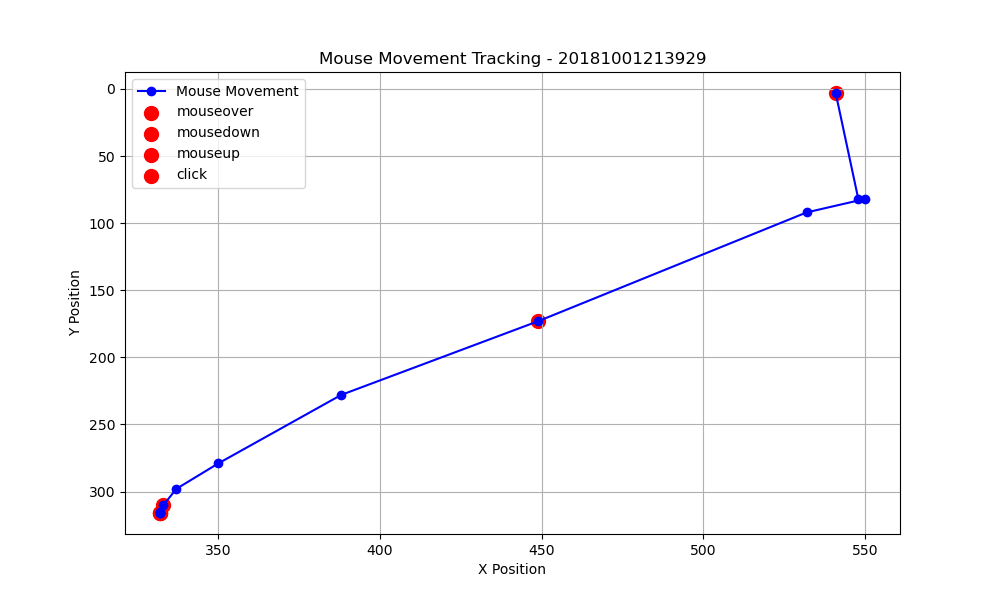 Mouse Movement Tracking - 20181001213929
Mouse Movement
mouseover
mousedown
mouseup
click
0
50
100
150
200
250
300
Y Position
350
400
450
500
550
X Position